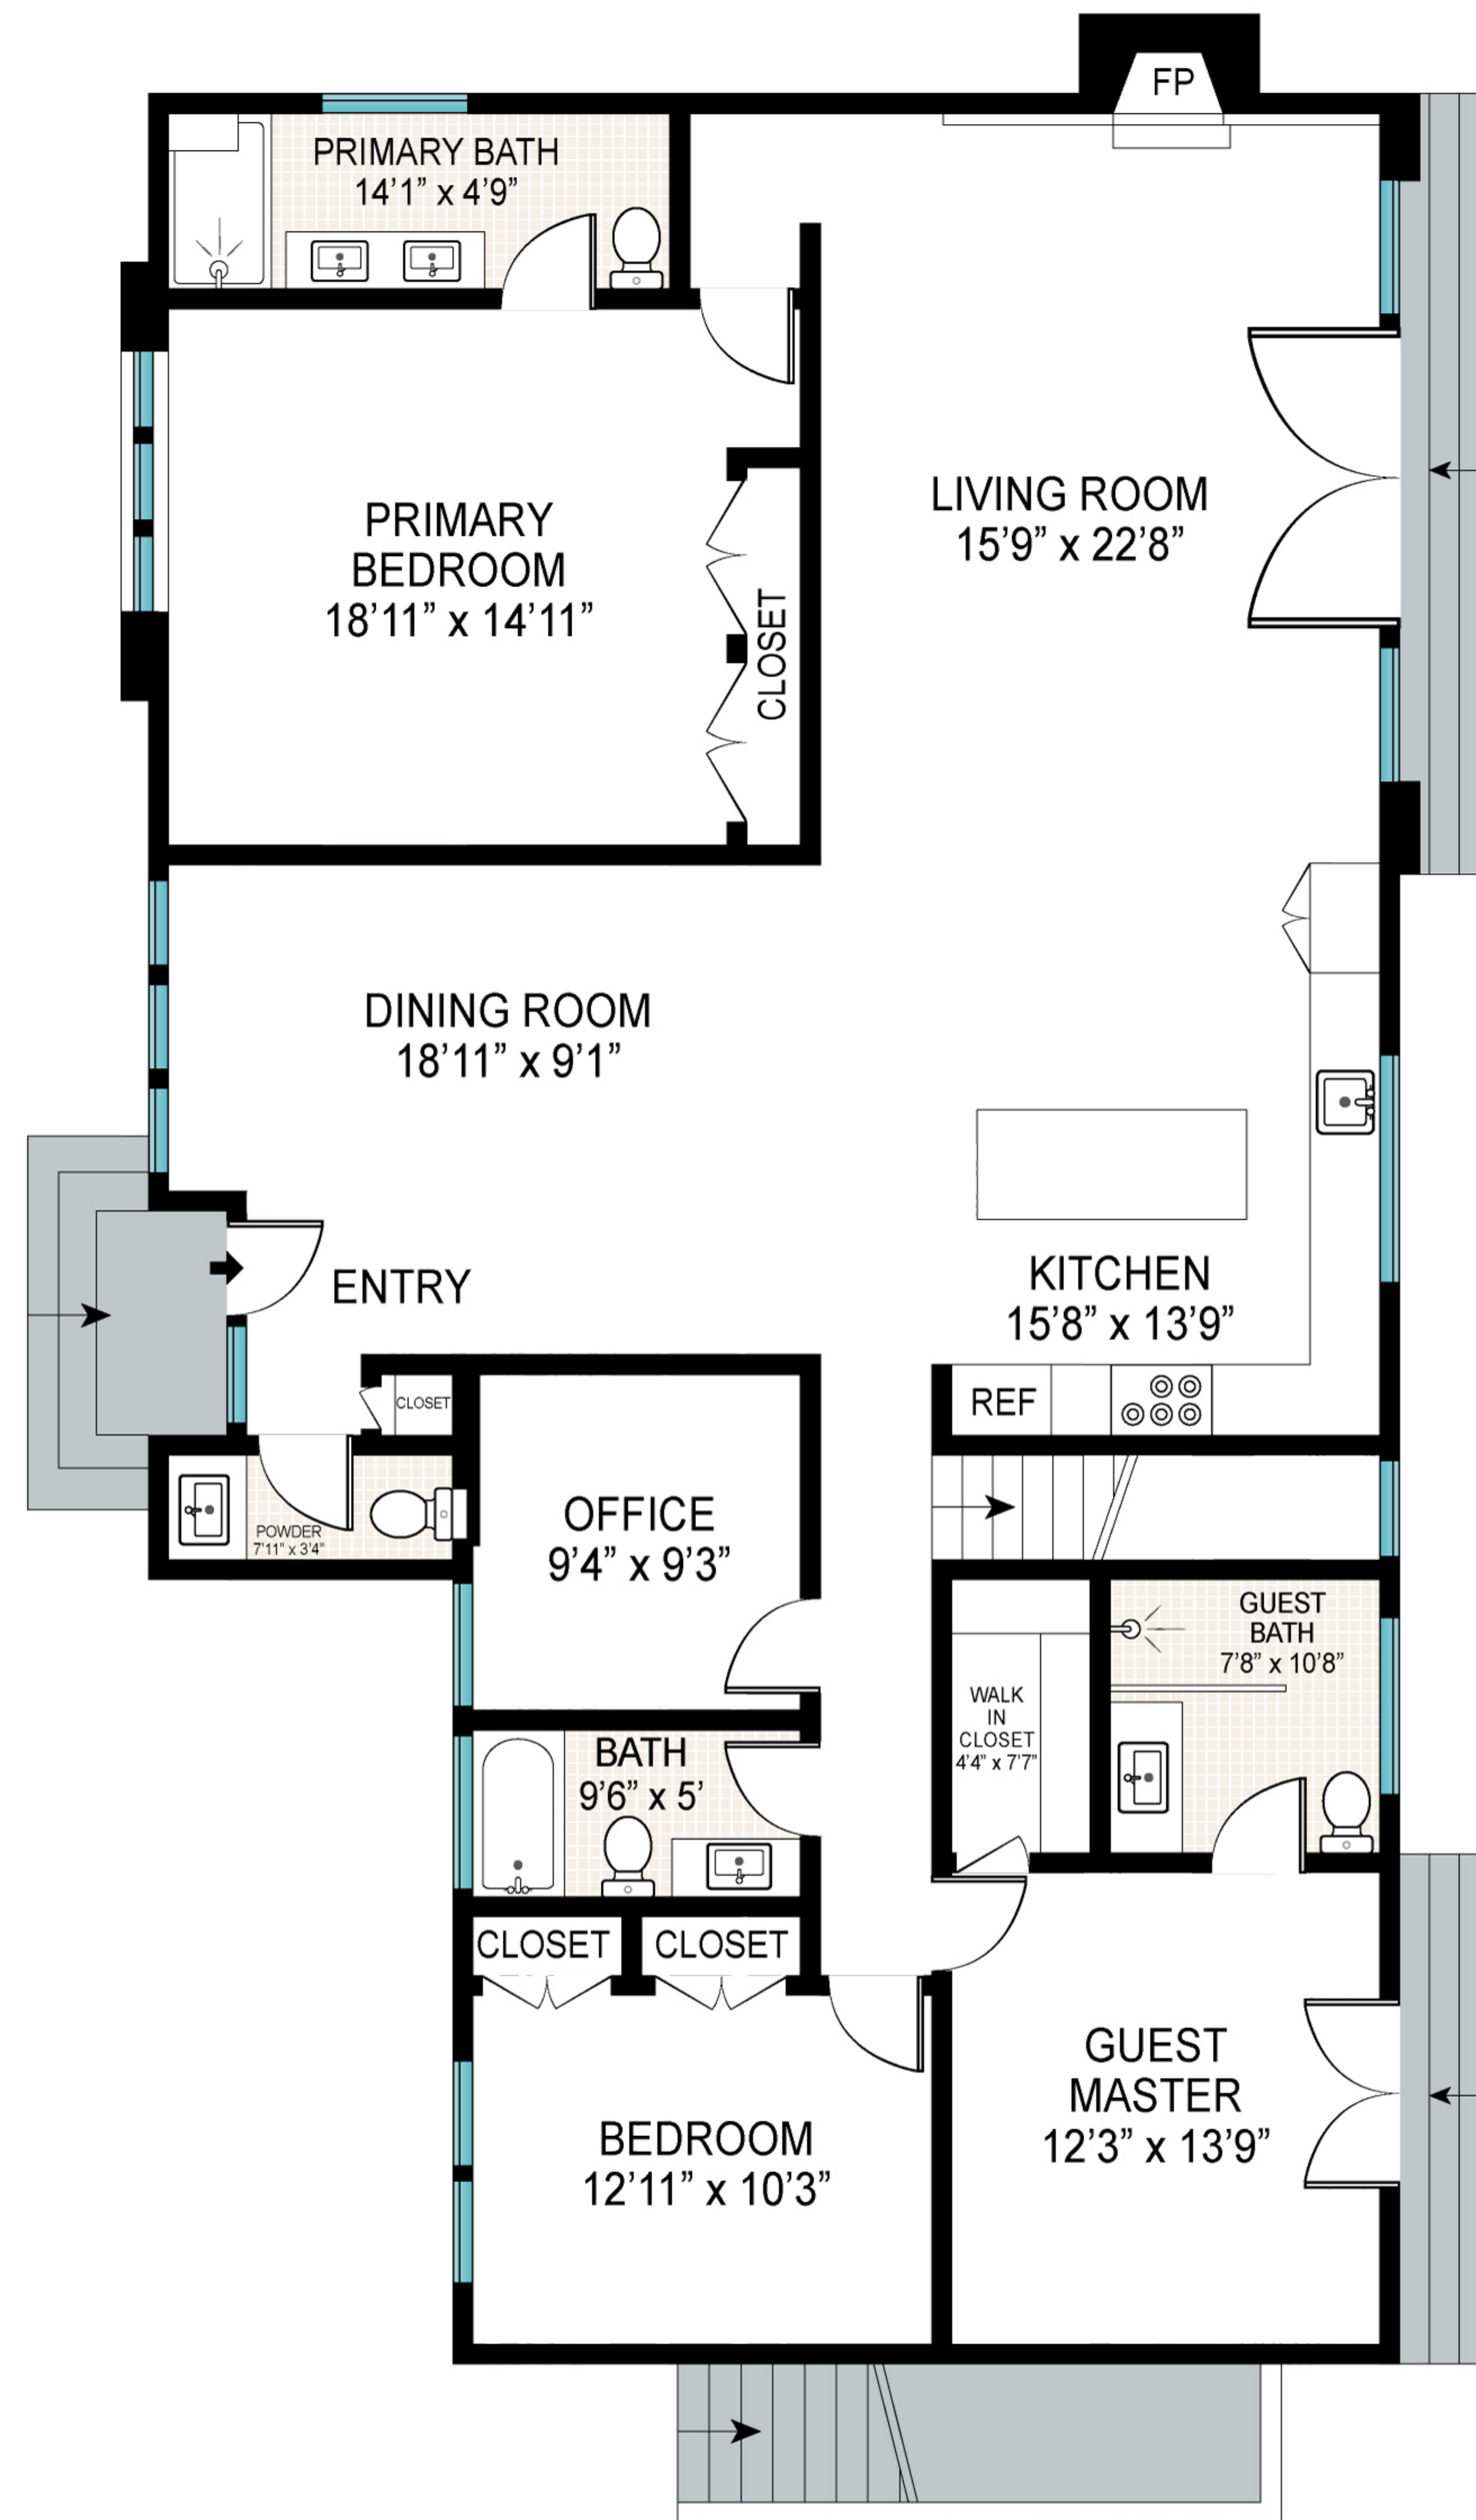 FP
PRIMARY BATH
14’1” x 4’9”
LIVING ROOM
15’9” x 22’8”
PRIMARY
BEDROOM
18’11” x 14’11”
CLOSET
DINING ROOM
18’11” x 9’1”
ENTRY
KITCHEN
15’8” x 13’9”
REF
CLOSET
POWDER
7’11” x 3’4”
OFFICE
9’4” x 9’3”
GUEST
BATH
7’8” x 10’8”
WALK
IN
CLOSET
4’4” x 7’7”
BATH
9’6” x 5’
CLOSET
CLOSET
GUEST
MASTER
12’3” x 13’9”
BEDROOM
12’11” x 10’3”